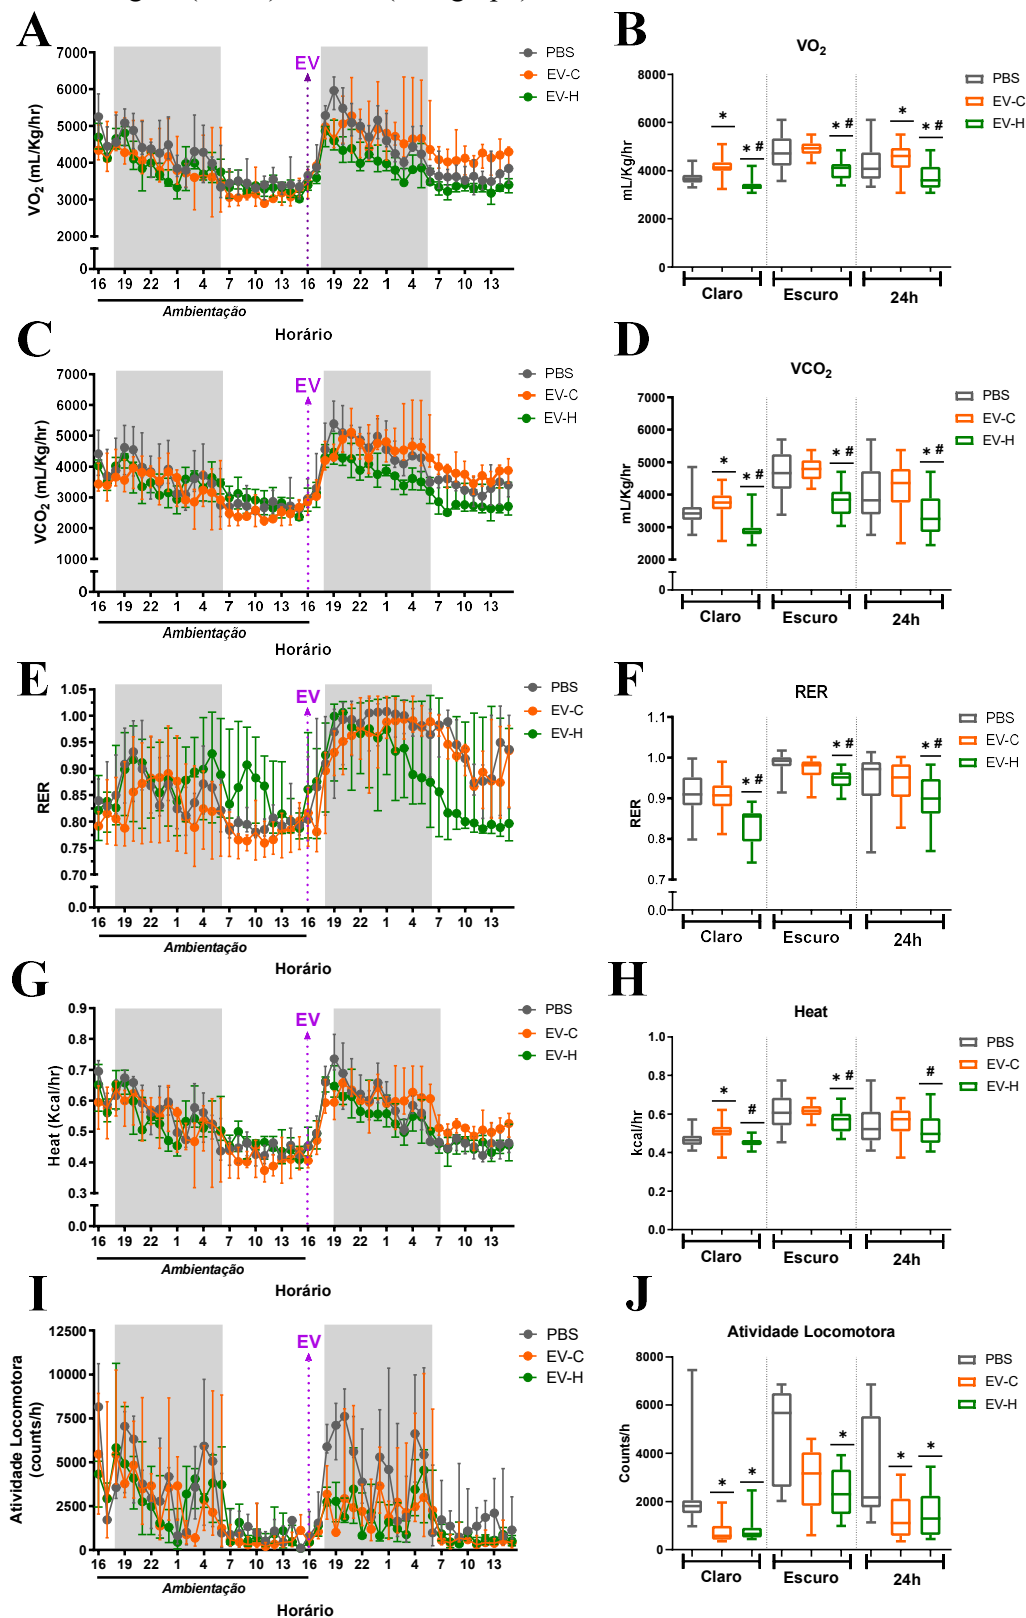 A
EV
PBS
EV-C
EV-H
7000
6000
5000
4000
3000
2000
0
VO2 (mL/Kg/hr)
16 19 22 1 4 7 10 13 16 19 22 1 4 7 10 13
Ambientação
Horário
B
VO2
PBS
EV-C
EV-H
8000
6000
4000
2000
0
mL/Kg/hr
* * # * # * * #
Claro Escuro 24h
C
EV
PBS
EV-C
EV-H
7000
6000
5000
4000
3000
2000
1000
0
VCO2 (mL/Kg/hr)
16 19 22 1 4 7 10 13 16 19 22 1 4 7 10 13
Ambientação
Horário
D
VCO2
PBS
EV-C
EV-H
7000
6000
5000
4000
3000
2000
0
mL/Kg/hr
* * # * # * #
Claro Escuro 24h
E
EV
PBS
EV-C
EV-H
1.05
1.00
0.95
0.90
0.85
0.80
0.75
0.70
0.0
RER
16 19 22 1 4 7 10 13 16 19 22 1 4 7 10 13
Ambientação
Horário
F
RER
PBS
EV-C
EV-H
1.1
1.0
0.9
0.8
0.7
0.0
RER
* # * # * #
Claro Escuro 24h
G
EV
PBS
EV-C
EV-H
0.9
0.8
0.7
0.6
0.5
0.4
0.3
0.0
Heat (Kcal/hr)
16 19 22 1 4 7 10 13 16 19 22 1 4 7 10 13
Ambientação
Horário
H
Heat
PBS
EV-C
EV-H
1.0
0.8
0.6
0.4
0.2
0.0
kcal/hr
* # * # #
Claro Escuro 24h
I
EV
PBS
EV-C
EV-H
12500
10000
7500
5000
2500
0
Atividade Locomotora
(counts/h)
16 19 22 1 4 7 10 13 16 19 22 1 4 7 10 13
Ambientação
Horário
J
Atividade Locomotora
PBS
EV-C
EV-H
8000
6000
4000
2000
0
Counts/h
* * * * *
Claro Escuro 24h